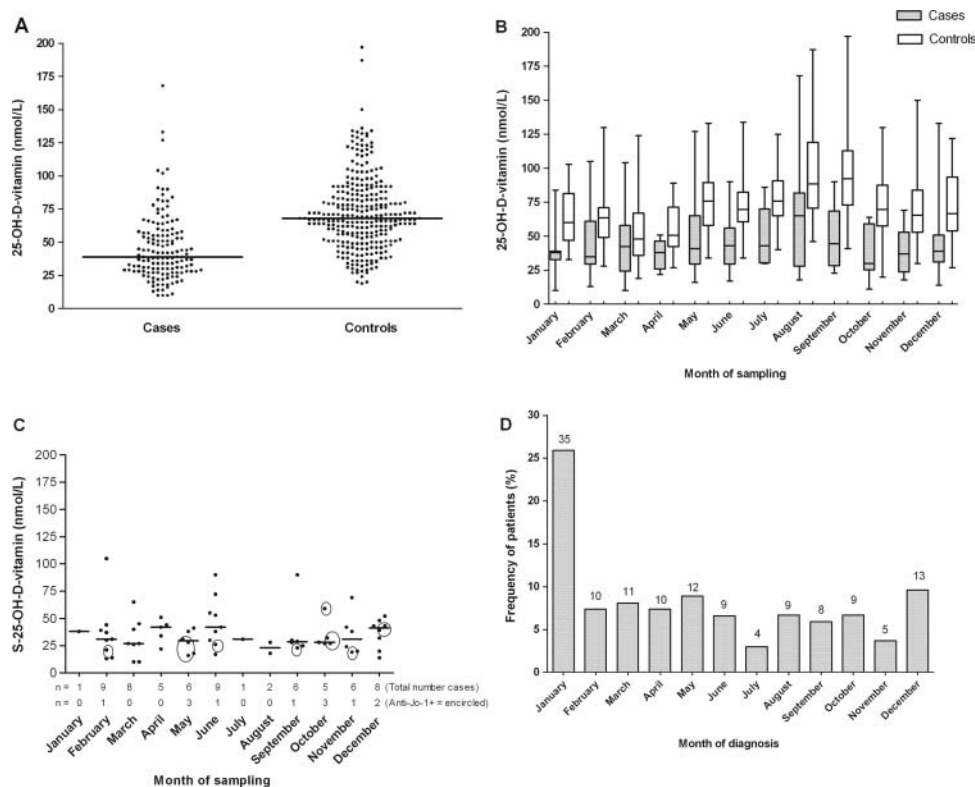 A
25-OH-D-vitamin (nmol/L)
200
175
150
125
100
75
50
25
0
Cases
Controls
B
Cases
Controls
25-OH-D-vitamin (nmol/L)
200
175
150
125
100
75
50
25
0
January
February
March
April
May
June
July
August
September
October
November
December
Month of sampling
C
S-25-OH-D-vitamin (nmol/L)
200
175
150
125
100
75
50
25
0
n = 1 9 8 5 6 9 1 2 6 5 6 8 (Total number cases)
n = 0 1 0 0 3 1 0 0 1 3 1 2 (Anti-Jo-1+ = encircled)
January
February
March
April
May
June
July
August
September
October
November
December
Month of sampling
D
Frequency of patients (%)
30
25
20
15
10
5
0
35
10
11
10
12
9
4
9
8
9
5
13
January
February
March
April
May
June
July
August
September
October
November
December
Month of diagnosis